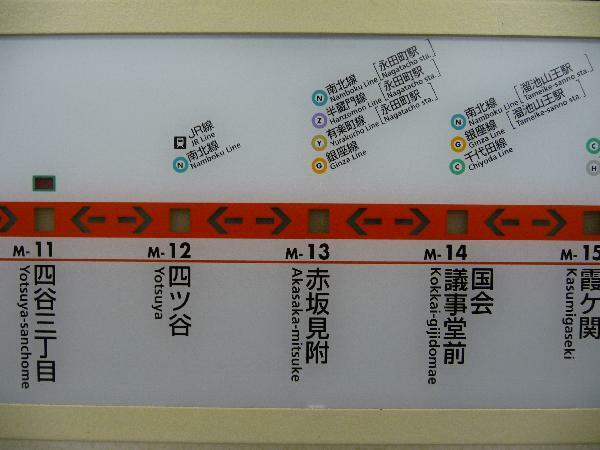 JR線
JR Line
N 南北線
Namboku Line
N 南北線 [永田町駅]
Namboku Line [Nagatacho sta.]
Z 半蔵門線 [永田町駅]
Hanzomon Line [Nagatacho sta.]
Y 有楽町線 [永田町駅]
Yurakucho Line [Nagatacho sta.]
G 銀座線
Ginza Line
N 南北線 [溜池山王駅]
Namboku Line [Tameike-sanno sta.]
G 銀座線 [溜池山王駅]
Ginza Line [Tameike-sanno sta.]
C 千代田線
Chiyoda Line
C
H
M-11
四谷三丁目
Yotsuya-sanchome
M-12
四ツ谷
Yotsuya
M-13
赤坂見附
Akasaka-mitsuke
M-14
国会
議事堂前
Kokkai-gijidomae
M-15
霞ケ関
Kasumigaseki